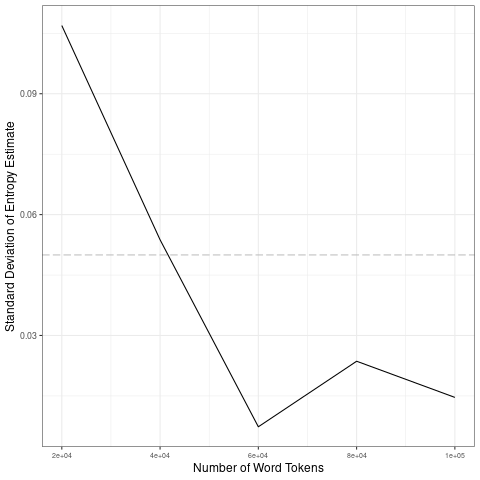 Standard Deviation of Entropy Estimate
0.09
0.06
0.03
2e+04 4e+04 6e+04 8e+04 1e+05
Number of Word Tokens